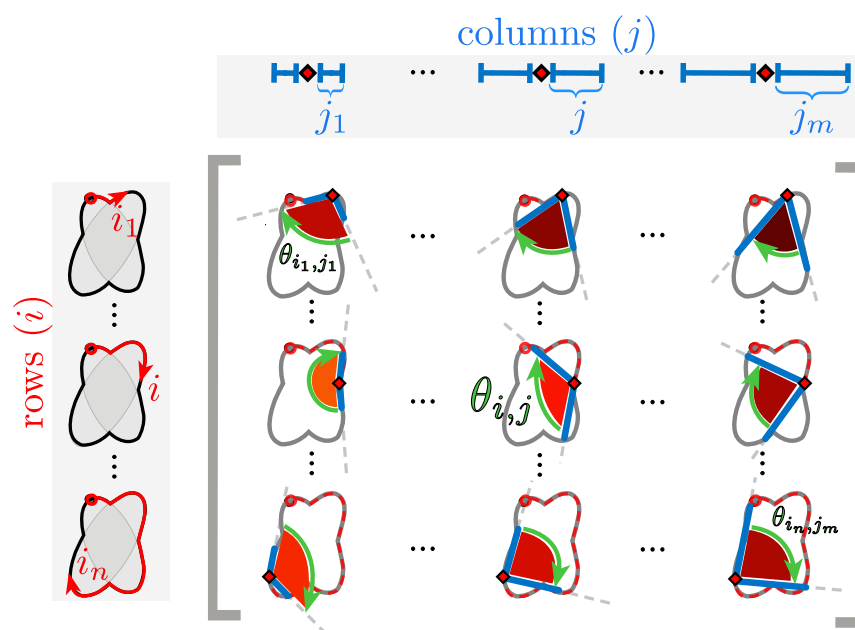 columns (j)
... ...
j₁ j jₘ
i₁
... ...
θᵢ₁,ⱼ₁
rows (i)
i
θᵢ,ⱼ
... ...
iₙ
θᵢₙ,ⱼₘ
... ...